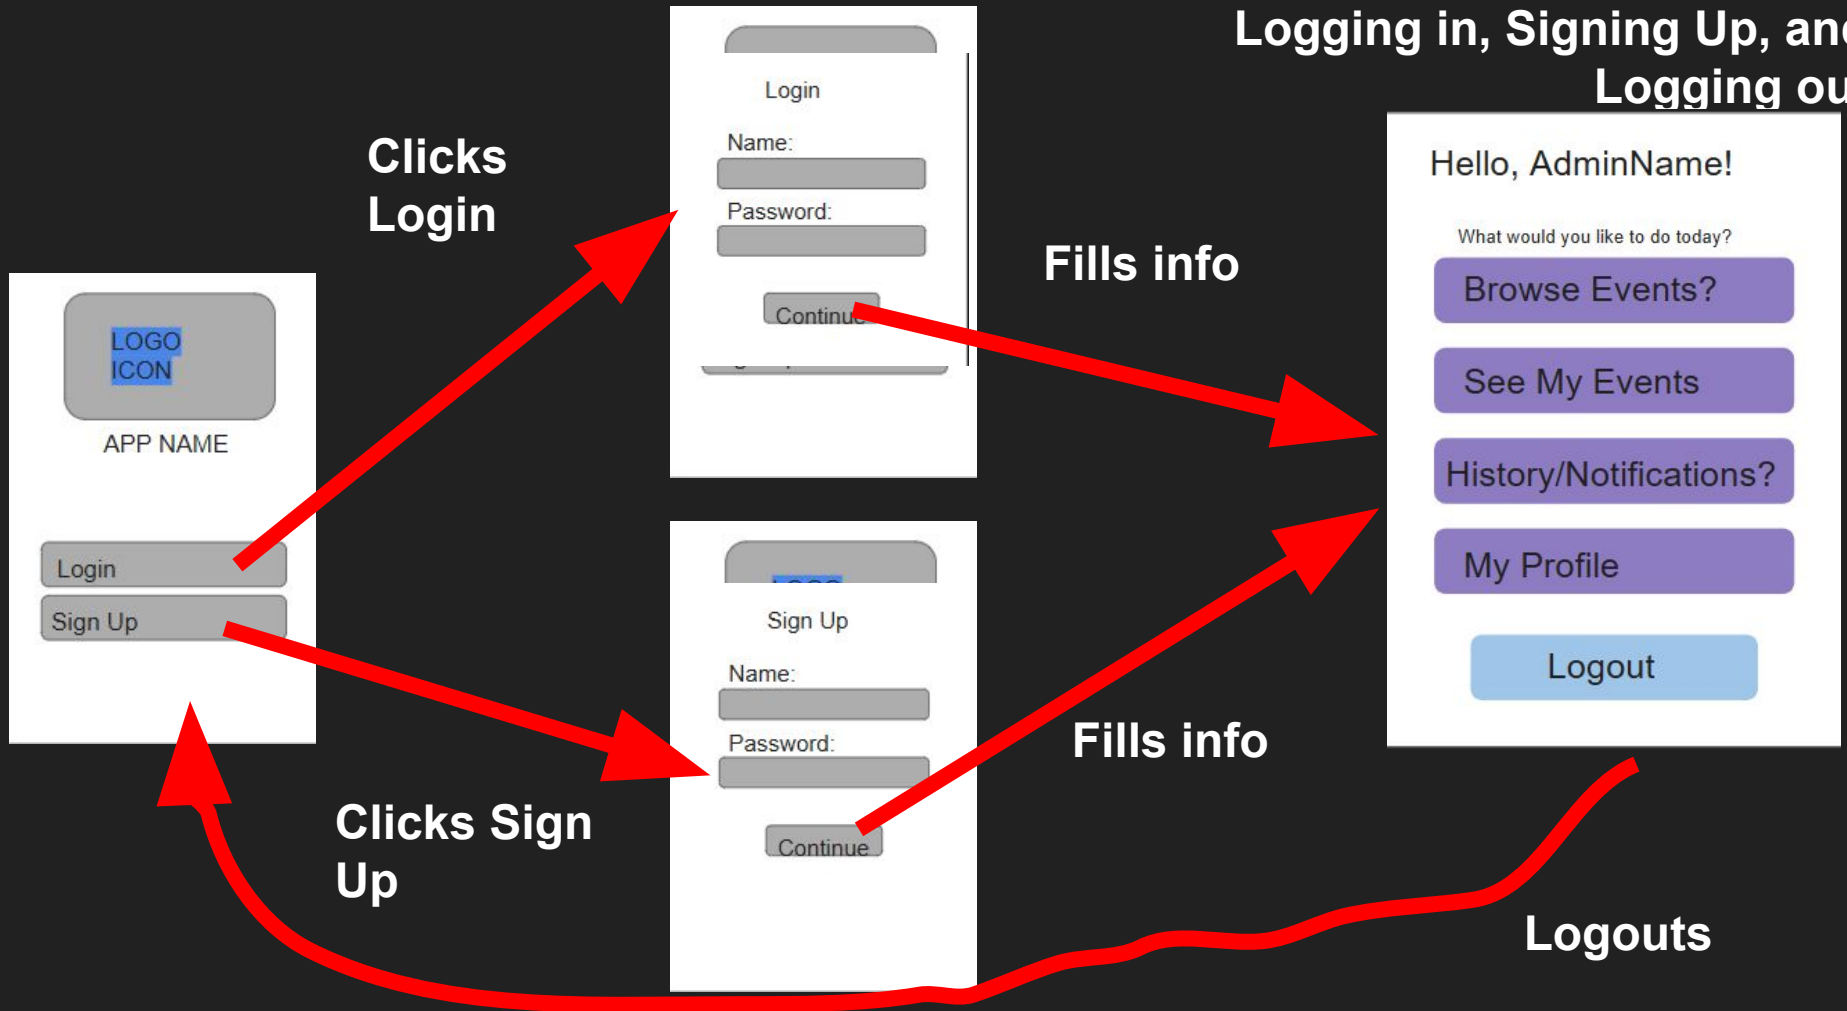 Logging in, Signing Up, and
Logging ou
Clicks
Login
LOGO
ICON
APP NAME
Login
Sign Up
Login
Name:
Password:
Continue
Fills info
Clicks Sign
Up
Sign Up
Name:
Password:
Continue
Fills info
Hello, AdminName!
What would you like to do today?
Browse Events?
See My Events
History/Notifications?
My Profile
Logout
Logouts